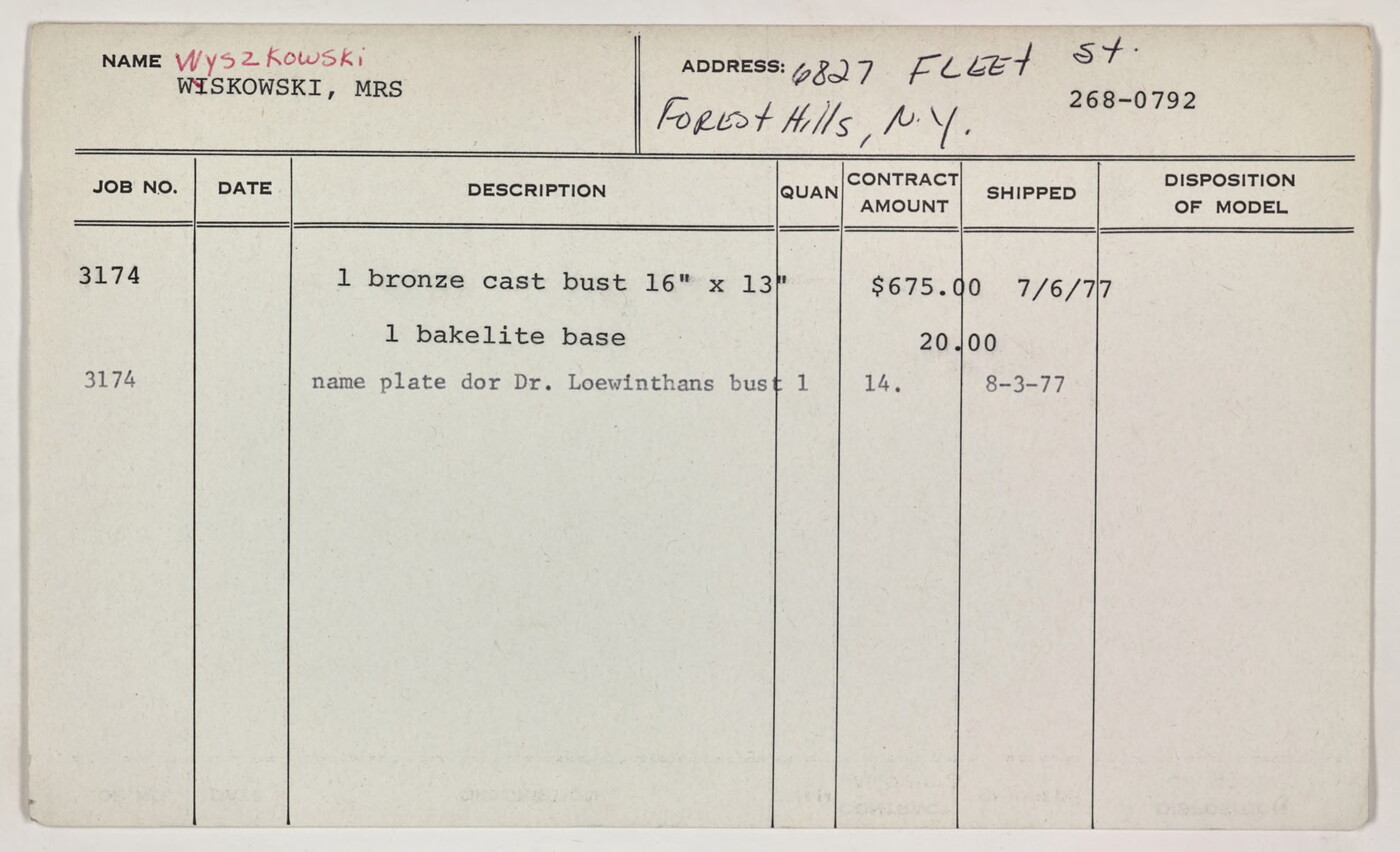 NAME Wyszkowski
WISKOWSKI, MRS
ADDRESS: 6827 FLEEt St.
268-0792
Forest Hills, N.Y.
JOB NO. DATE DESCRIPTION QUAN CONTRACT AMOUNT SHIPPED DISPOSITION OF MODEL
3174 1 bronze cast bust 16" x 13" $675.00 7/6/77
1 bakelite base 20.00
3174 name plate dor Dr. Loewinthans bust 1 14. 8-3-77